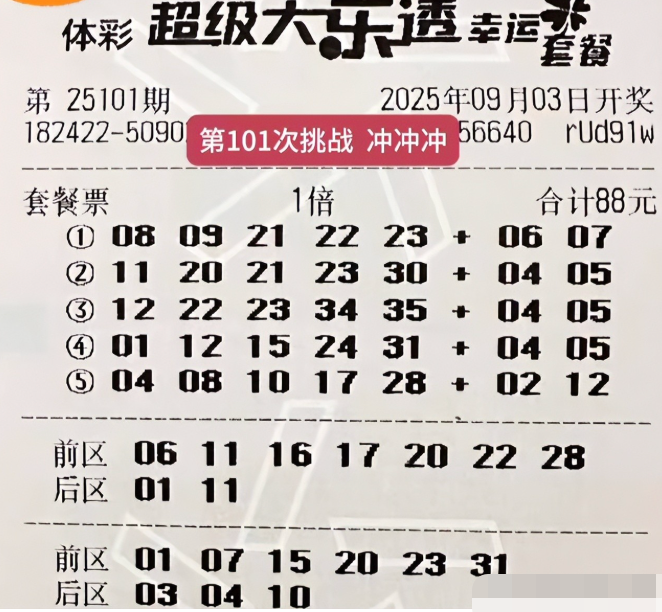 体彩 超级大乐透 幸运套餐
第 25101期 2025年09月03日开奖
182422-5090 56640 rUd91w
第101次挑战 冲冲冲
套餐票 1倍 合计88元
① 08 09 21 22 23 + 06 07
② 11 20 21 23 30 + 04 05
③ 12 22 23 34 35 + 04 05
④ 01 12 15 24 31 + 04 05
⑤ 04 08 10 17 28 + 02 12
前区 06 11 16 17 20 22 28
后区 01 11
前区 01 07 15 20 23 31
后区 03 04 10